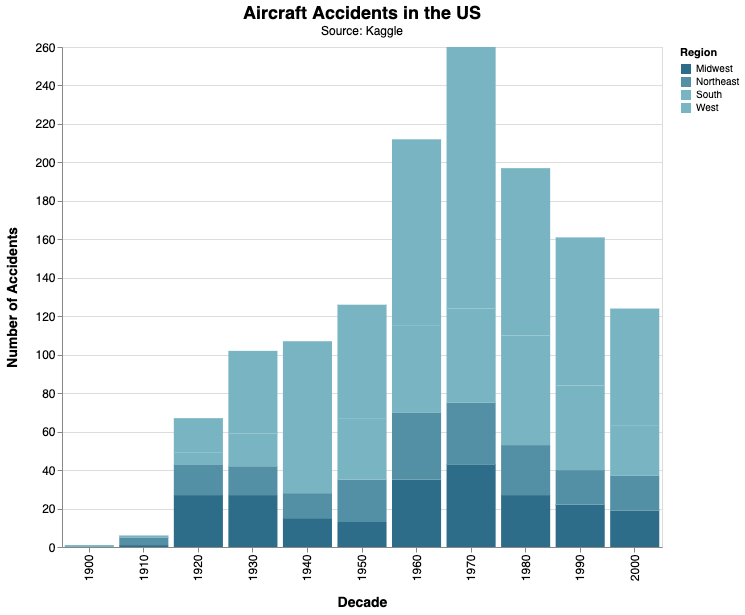 Aircraft Accidents in the US
Source: Kaggle
Number of Accidents
260
240
220
200
180
160
140
120
100
80
60
40
20
0
1900
1910
1920
1930
1940
1950
1960
1970
1980
1990
2000
Decade
Region
Midwest
Northeast
South
West